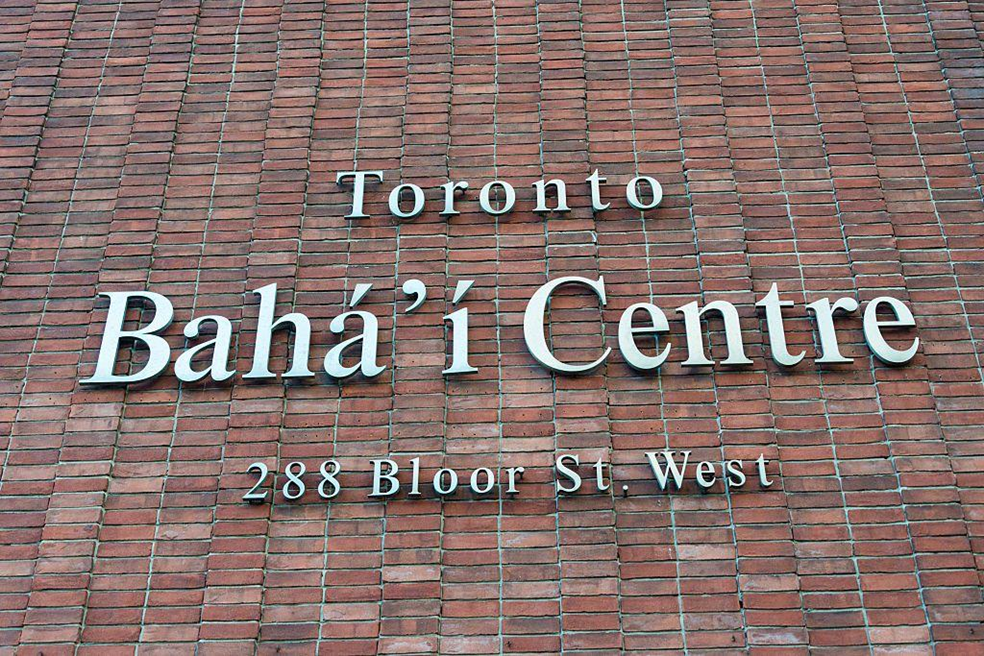 Toronto
Bahá’í Centre
288 Bloor St. West